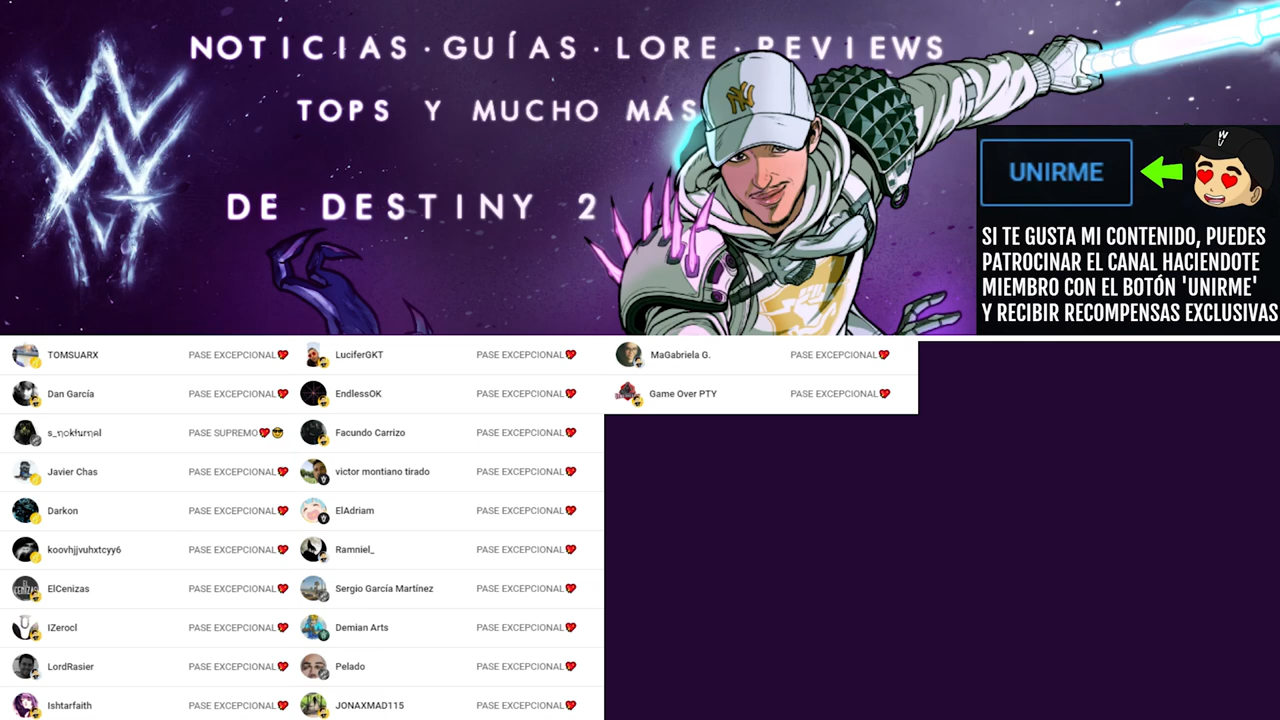 NOTICIAS · GUÍAS · LORE · REVIEWS
TOPS Y MUCHO MÁS
DE DESTINY 2
UNIRME
SI TE GUSTA MI CONTENIDO, PUEDES
PATROCINAR EL CANAL HACIENDOTE
MIEMBRO CON EL BOTÓN 'UNIRME'
Y RECIBIR RECOMPENSAS EXCLUSIVAS
TOMSUARX PASE EXCEPCIONAL
Dan García PASE EXCEPCIONAL
PASE SUPREMO
Javier Chas PASE EXCEPCIONAL
Darkon PASE EXCEPCIONAL
koovhjjvuhxtcyy6 PASE EXCEPCIONAL
ElCenizas PASE EXCEPCIONAL
IZerocl PASE EXCEPCIONAL
LordRasier PASE EXCEPCIONAL
Ishtarfaith PASE EXCEPCIONAL
LuciferGKT PASE EXCEPCIONAL
EndlessOK PASE EXCEPCIONAL
Facundo Carrizo PASE EXCEPCIONAL
victor montiano tirado PASE EXCEPCIONAL
ElAdriam PASE EXCEPCIONAL
Ramniel_ PASE EXCEPCIONAL
Sergio García Martínez PASE EXCEPCIONAL
Demian Arts PASE EXCEPCIONAL
Pelado PASE EXCEPCIONAL
JONAXMAD115 PASE EXCEPCIONAL
MaGabriela G. PASE EXCEPCIONAL
Game Over PTY PASE EXCEPCIONAL